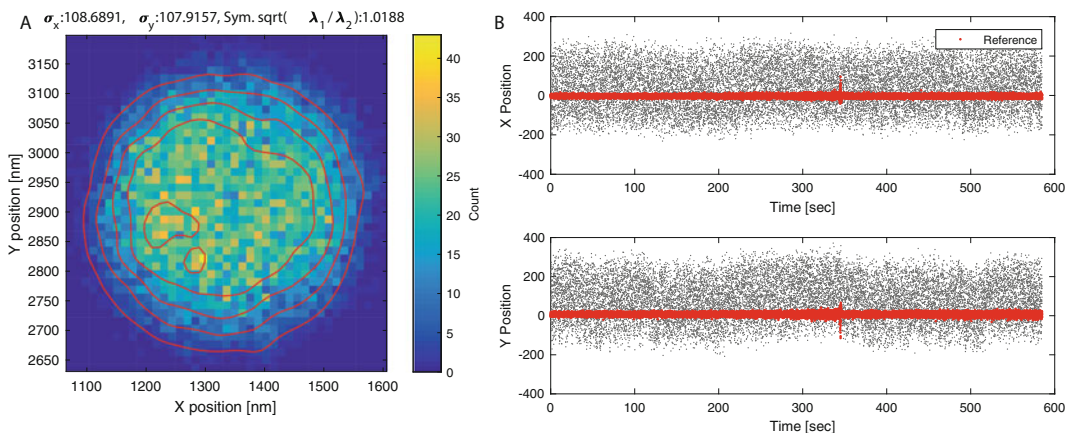 A
σx:108.6891, σy:107.9157, Sym. sqrt( λ1/λ2):1.0188
3150
3100
3050
3000
2950
2900
2850
2800
2750
2700
2650
Y position [nm]
1100 1200 1300 1400 1500 1600
X position [nm]
40
35
30
25
20
15
10
5
0
Count
B
400
200
0
-200
-400
X Position
Reference
0 100 200 300 400 500 600
Time [sec]
400
200
0
-200
-400
Y Position
0 100 200 300 400 500 600
Time [sec]